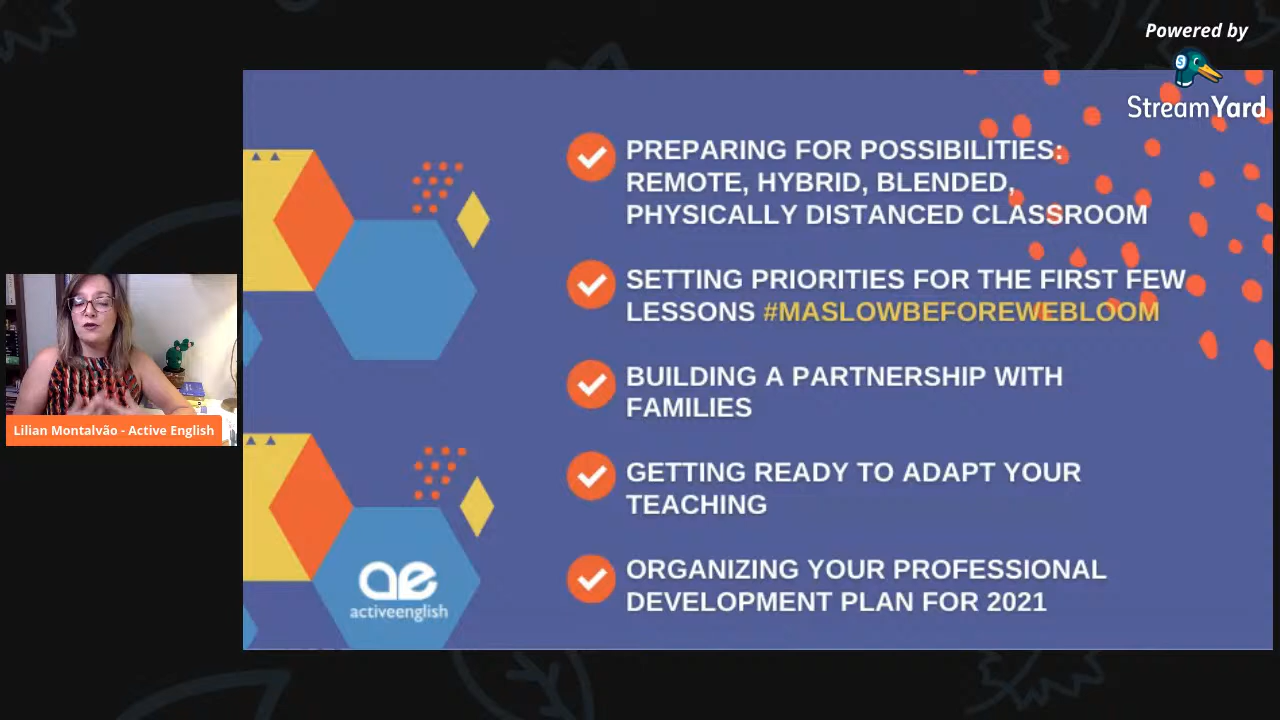 Powered by
StreamYard
PREPARING FOR POSSIBILITIES:
REMOTE, HYBRID, BLENDED,
PHYSICALLY DISTANCED CLASSROOM
SETTING PRIORITIES FOR THE FIRST FEW
LESSONS #MASLOWBEFOREWEBLOOM
BUILDING A PARTNERSHIP WITH
FAMILIES
GETTING READY TO ADAPT YOUR
TEACHING
ORGANIZING YOUR PROFESSIONAL
DEVELOPMENT PLAN FOR 2021
Lilian Montalvão - Active English
ae
activeenglish